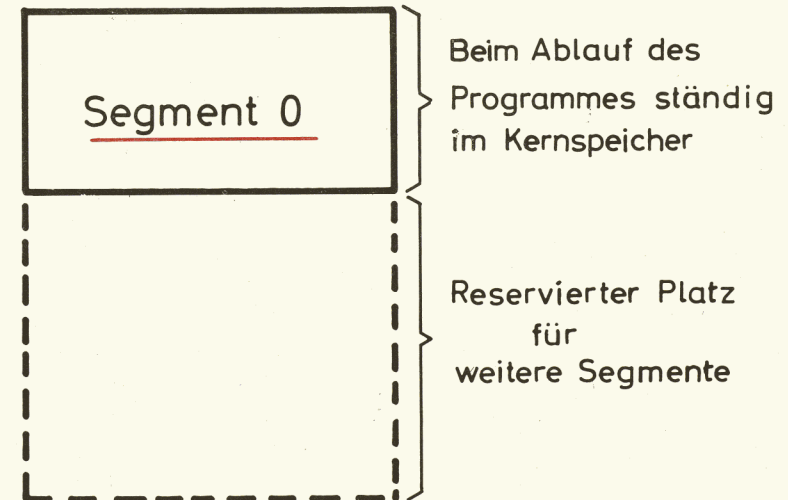 Segment 0
Beim Ablauf des
Programmes ständig
im Kernspeicher
Reservierter Platz
für
weitere Segmente